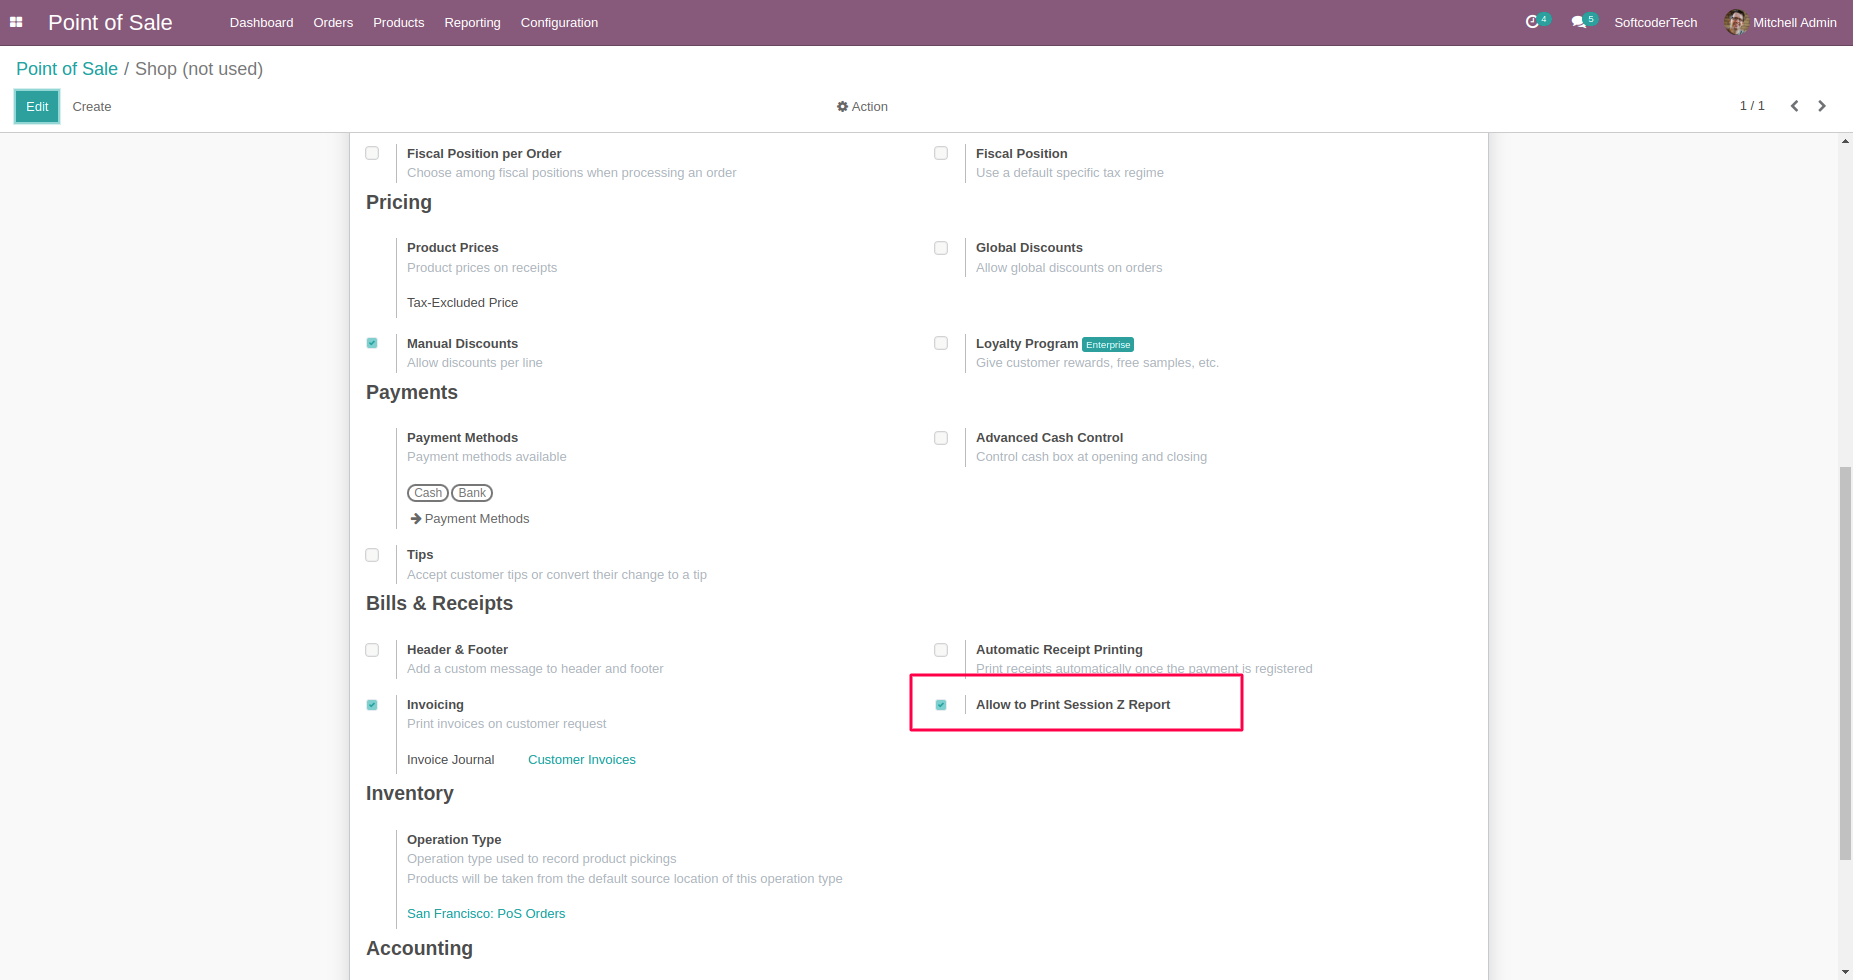 Point of Sale Dashboard Orders Products Reporting Configuration 4 5 SoftcoderTech Mitchell Admin
Point of Sale / Shop (not used)
Edit Create Action 1 / 1
Fiscal Position per Order Fiscal Position
Choose among fiscal positions when processing an order Use a default specific tax regime
Pricing
Product Prices Global Discounts
Product prices on receipts Allow global discounts on orders
Tax-Excluded Price
Manual Discounts Loyalty Program Enterprise
Allow discounts per line Give customer rewards, free samples, etc.
Payments
Payment Methods Advanced Cash Control
Payment methods available Control cash box at opening and closing
Cash Bank
Payment Methods
Tips
Accept customer tips or convert their change to a tip
Bills & Receipts
Header & Footer Automatic Receipt Printing
Add a custom message to header and footer Print receipts automatically once the payment is registered
Invoicing Allow to Print Session Z Report
Print invoices on customer request
Invoice Journal Customer Invoices
Inventory
Operation Type
Operation type used to record product pickings
Products will be taken from the default source location of this operation type
San Francisco: PoS Orders
Accounting